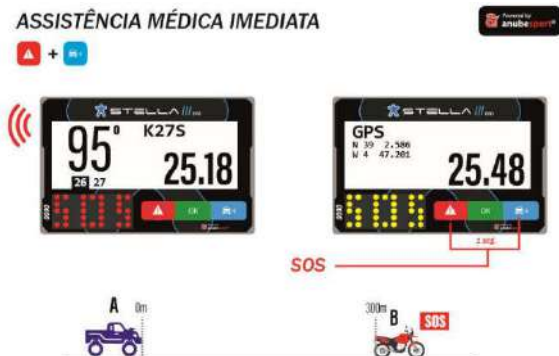 ASSISTÊNCIA MÉDICA IMEDIATA
Powered by
anubesport
+
STELLA III
95° K27S
26 27
25.18
SOS
OK
STELLA III
GPS
N 39 2.586
W 4 47.201
25.48
SOS
OK
2 seg.
SOS
A 0m
300m B SOS